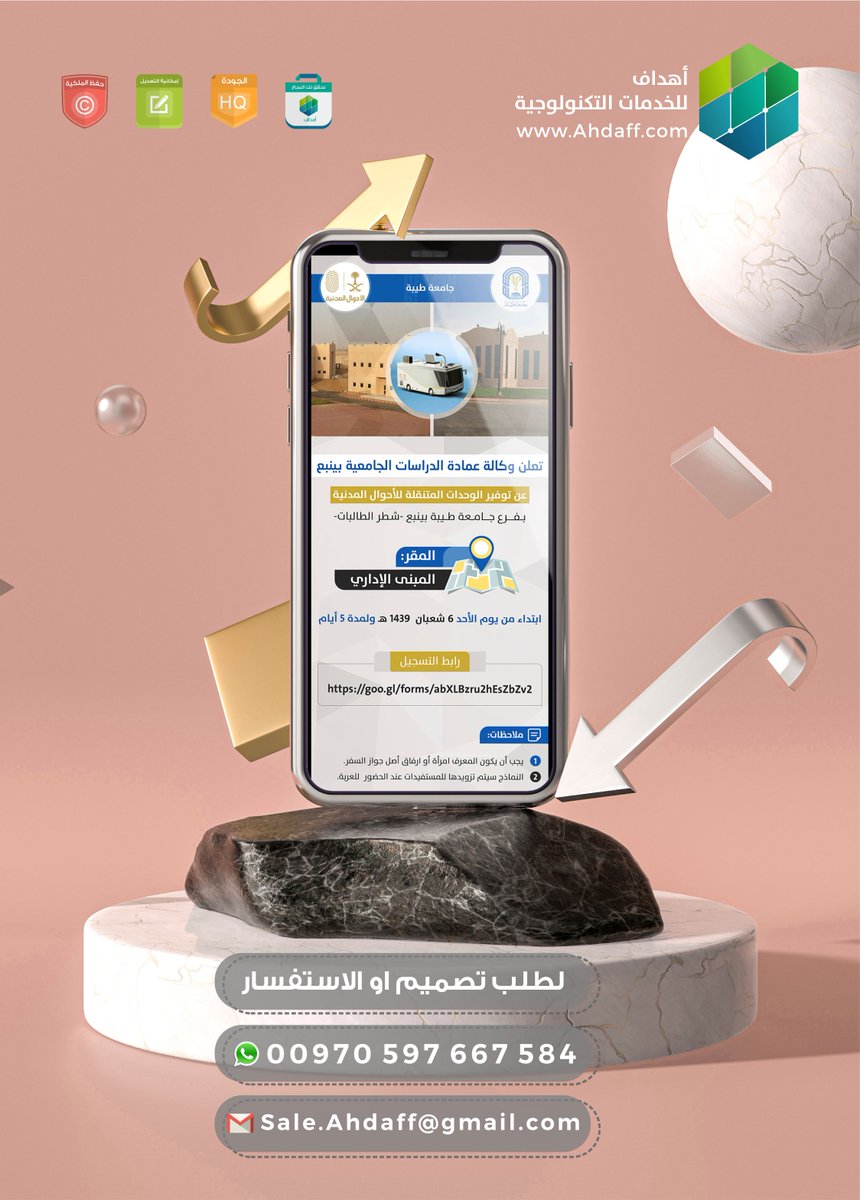 أهداف
للخدمات التكنولوجية
www.Ahdaff.com
حفظ الملكية
إمكانية التعديل
الجودة
HQ
نحقق لك النجاح
أهداف
جامعة طيبة
الأحوال المدنية
تعلن وكالة عمادة الدراسات الجامعية بينبع
عن توفير الوحدات المتنقلة للأحوال المدنية
بفرع جامعة طيبة بينبع -شطر الطالبات-
المقر:
المبنى الإداري
ابتداء من يوم الأحد 6 شعبان 1439 هـ ولمدة 5 أيام
رابط التسجيل
https://goo.gl/forms/abXLBzru2hEsZbZv2
ملاحظات:
1 يجب أن يكون المعرف امرأة أو ارفاق أصل جواز السفر.
2 النماذج سيتم تزويدها للمستفيدات عند الحضور للعربة.
لطلب تصميم او الاستفسار
00970 597 667 584
Sale.Ahdaff@gmail.com